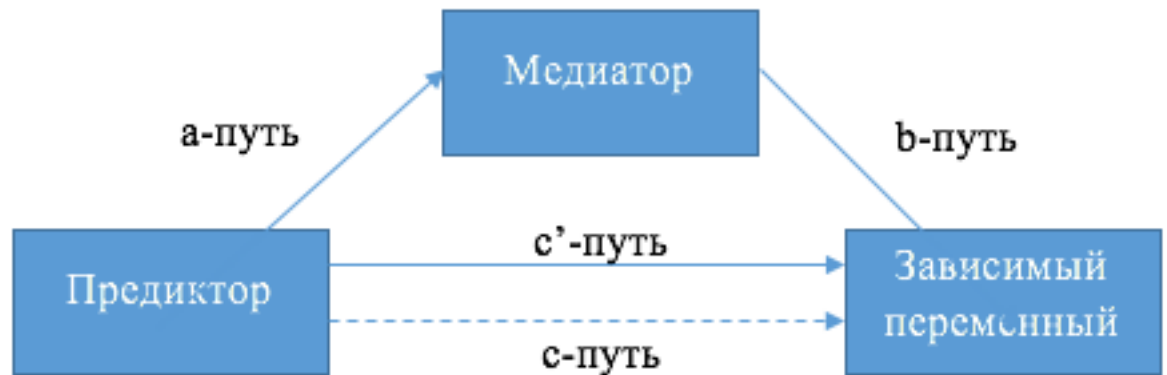 Медиатор
a-путь
b-путь
c’-путь
Предиктор
Зависимый
переменный
c-путь